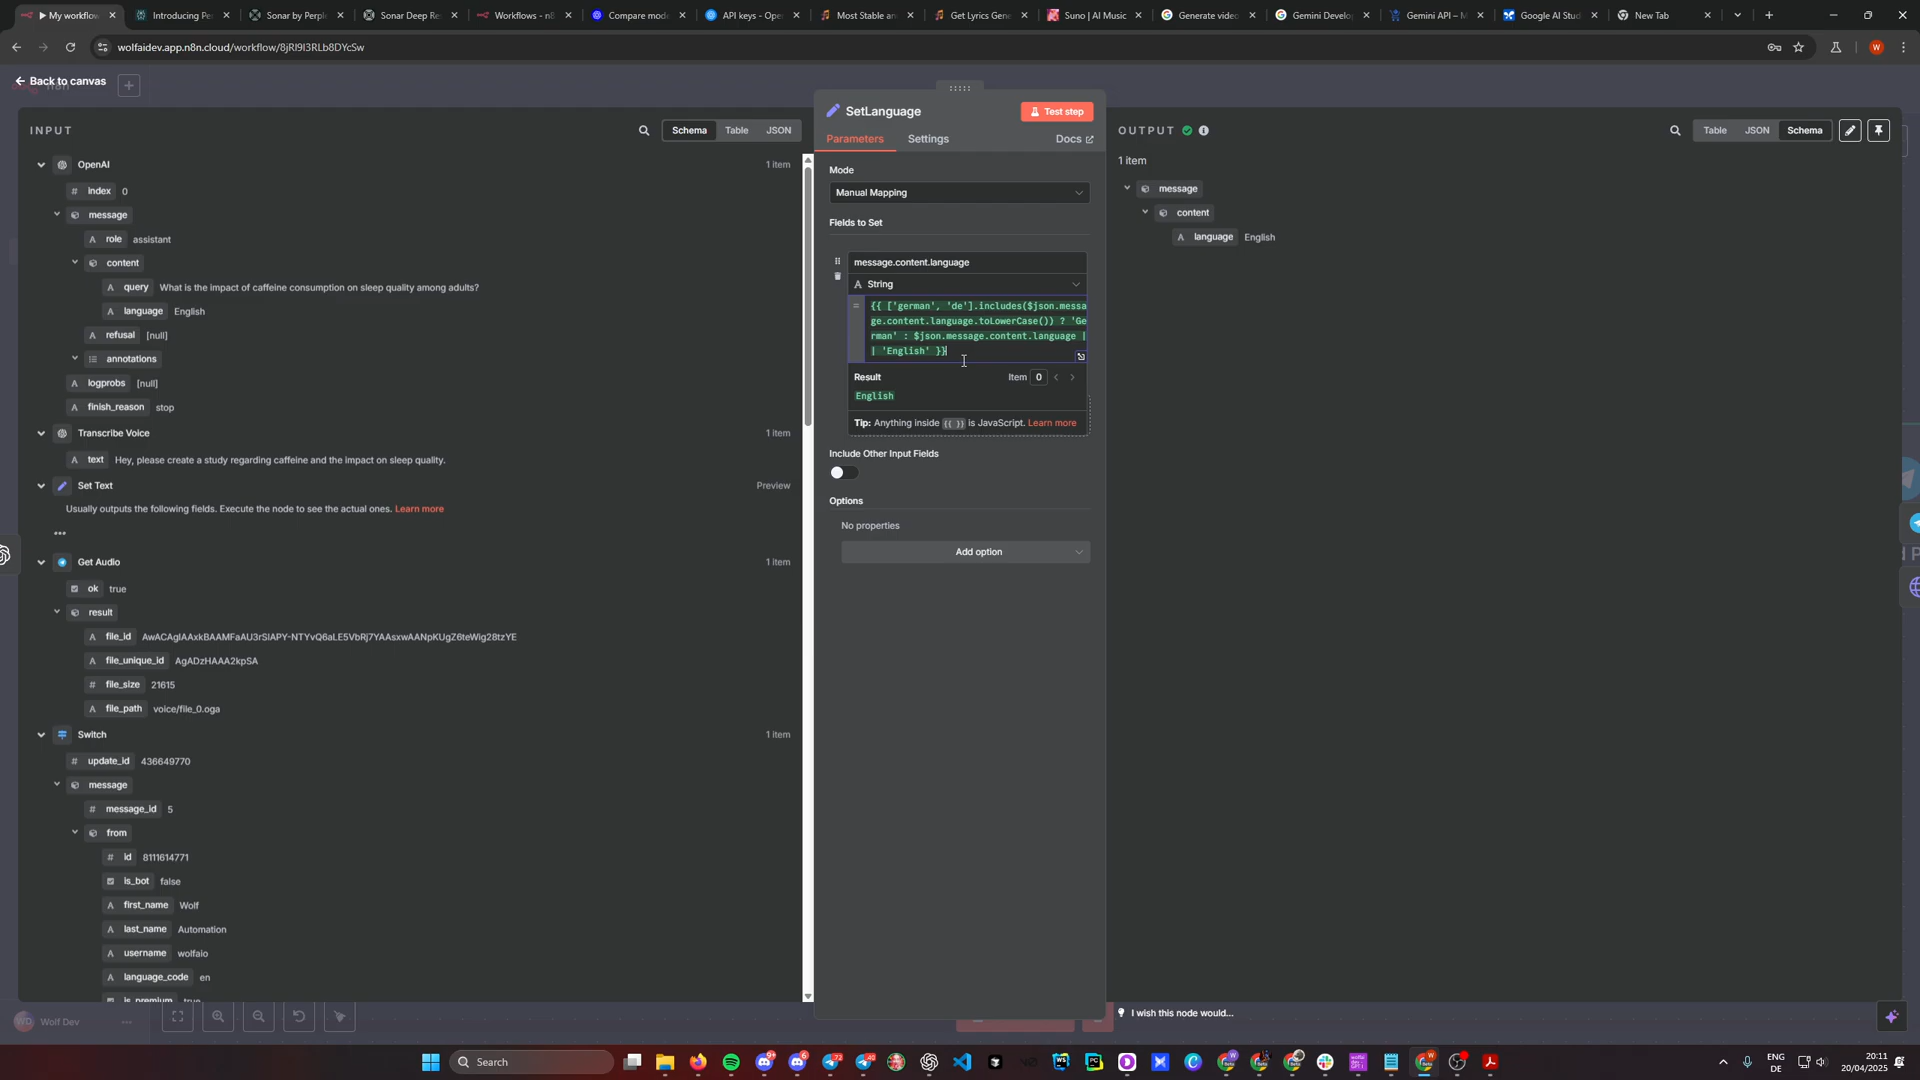 My workflow
Introducing Pe
Sonar by Perple
Sonar Deep Re
Workflows - n8
Compare mode
API keys - Ope
Most Stable an
Get Lyrics Gene
Suno | AI Music
Generate video
Gemini Develo
Gemini API – M
Google AI Stud
New Tab
wolfaidev.app.n8n.cloud/workflow/8jRI9I3RLb8DYcSw
Back to canvas
INPUT
Schema
Table
JSON
OpenAI
1 item
# index 0
message
A role assistant
content
A query What is the impact of caffeine consumption on sleep quality among adults?
A language English
A refusal [null]
annotations
A logprobs [null]
A finish_reason stop
Transcribe Voice
1 item
A text Hey, please create a study regarding caffeine and the impact on sleep quality.
Set Text
Preview
Usually outputs the following fields. Execute the node to see the actual ones. Learn more
Get Audio
1 item
ok true
result
A file_id AwACAgIAAxkBAAMFaAU3rSIAPY-NTYvQ6aLE5VbRj7YAAsxwAANpKUgZ6teWig28tzYE
A file_unique_id AgADzHAAA2kpSA
# file_size 21615
A file_path voice/file_0.oga
Switch
1 item
# update_id 436649770
message
# message_id 5
from
# id 8111614771
is_bot false
A first_name Wolf
A last_name Automation
A username wolfaio
A language_code en
is_premium true
WD Wolf Dev
SetLanguage
Test step
Parameters
Settings
Docs
Mode
Manual Mapping
Fields to Set
message.content.language
A String
= {{ ['german', 'de'].includes($json.messa
ge.content.language.toLowerCase()) ? 'Ge
rman' : $json.message.content.language |
| 'English' }}
Result
Item 0
English
Tip: Anything inside {{ }} is JavaScript. Learn more
Include Other Input Fields
Options
No properties
Add option
OUTPUT
Table
JSON
Schema
1 item
message
content
A language English
I wish this node would...
Search
ENG
DE
20:11
20/04/2025